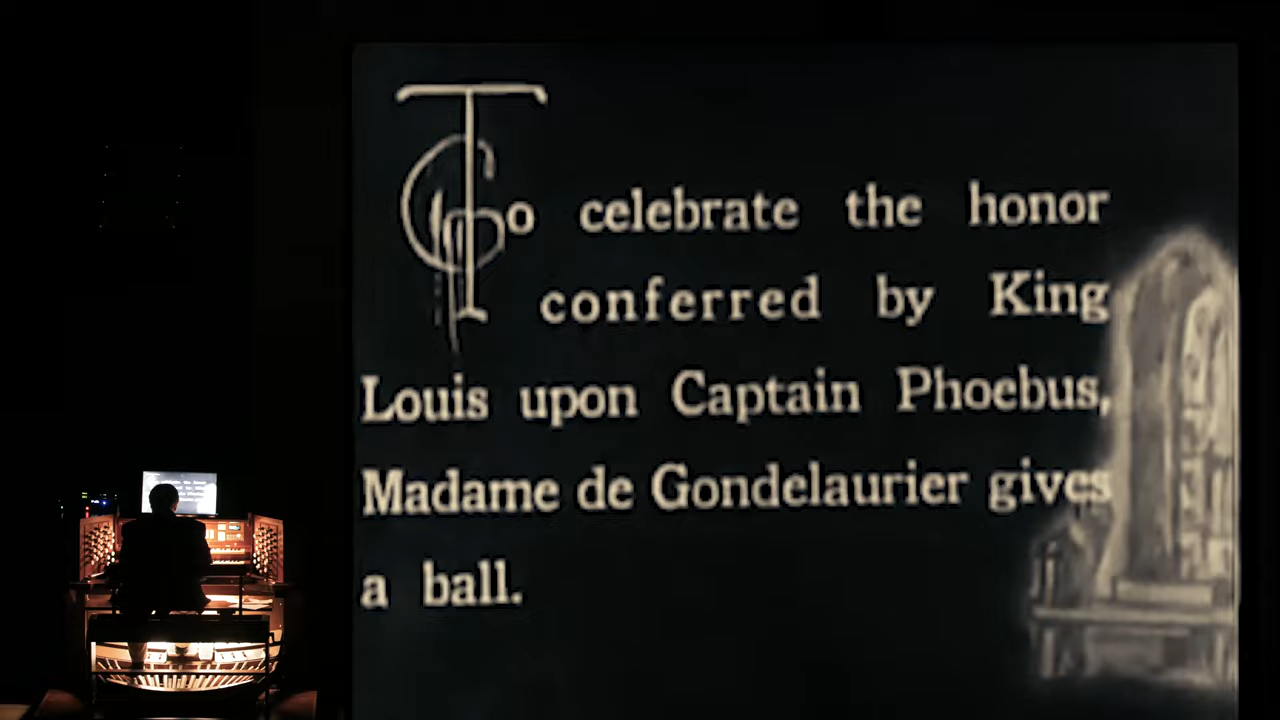 To celebrate the honor
conferred by King
Louis upon Captain Phoebus,
Madame de Gondelaurier gives
a ball.